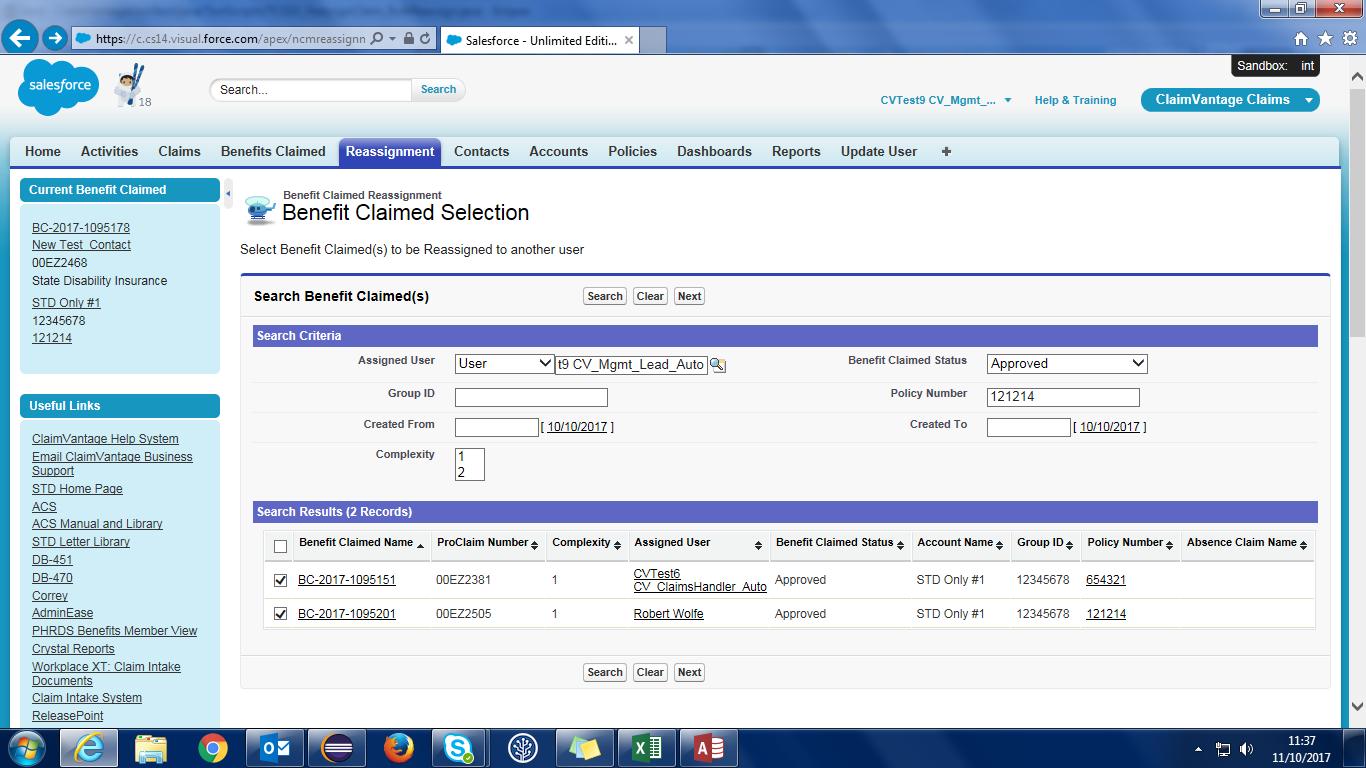 https://c.cs14.visual.force.com/apex/ncmreassignn
Salesforce - Unlimited Editi...
Sandbox: int
salesforce
18
Search...
Search
CVTest9 CV_Mgmt_...
Help & Training
ClaimVantage Claims
Home Activities Claims Benefits Claimed Reassignment Contacts Accounts Policies Dashboards Reports Update User +
Current Benefit Claimed
BC-2017-1095178
New Test Contact
00EZ2468
State Disability Insurance
STD Only #1
12345678
121214
Useful Links
ClaimVantage Help System
Email ClaimVantage Business
Support
STD Home Page
ACS
ACS Manual and Library
STD Letter Library
DB-451
DB-470
Correy
AdminEase
PHRDS Benefits Member View
Crystal Reports
Workplace XT: Claim Intake
Documents
Claim Intake System
ReleasePoint
Benefit Claimed Reassignment
Benefit Claimed Selection
Select Benefit Claimed(s) to be Reassigned to another user
Search Benefit Claimed(s) Search Clear Next
Search Criteria
Assigned User User t9 CV_Mgmt_Lead_Auto Benefit Claimed Status Approved
Group ID Policy Number 121214
Created From [ 10/10/2017 ] Created To [ 10/10/2017 ]
Complexity 1
2
Search Results (2 Records)
Benefit Claimed Name ProClaim Number Complexity Assigned User Benefit Claimed Status Account Name Group ID Policy Number Absence Claim Name
BC-2017-1095151 00EZ2381 1 CVTest6 CV_ClaimsHandler_Auto Approved STD Only #1 12345678 654321
BC-2017-1095201 00EZ2505 1 Robert Wolfe Approved STD Only #1 12345678 121214
Search Clear Next
11:37
11/10/2017